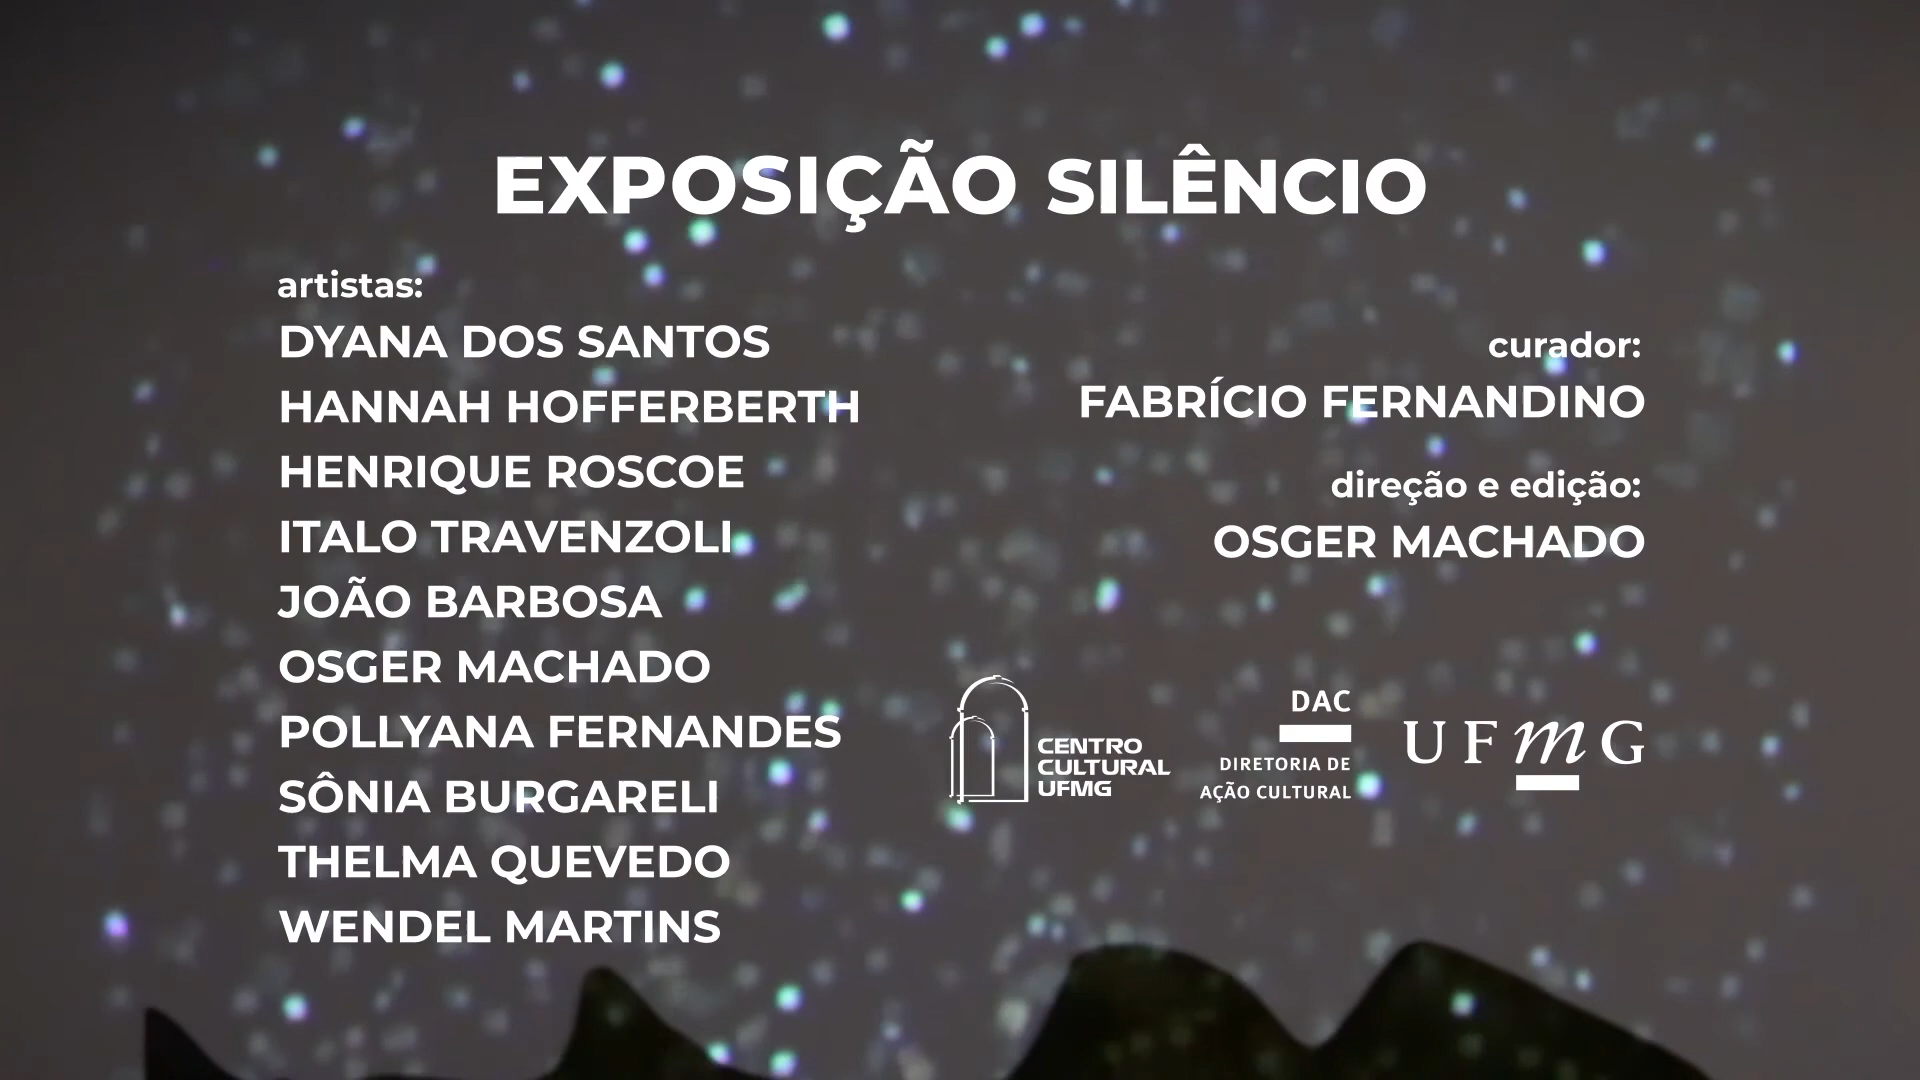 EXPOSIÇÃO SILÊNCIO
artistas:
DYANA DOS SANTOS
HANNAH HOFFERBERTH
HENRIQUE ROSCOE
ITALO TRAVENZOLI
JOÃO BARBOSA
OSGER MACHADO
POLLYANA FERNANDES
SÔNIA BURGARELI
THELMA QUEVEDO
WENDEL MARTINS
curador:
FABRÍCIO FERNANDINO
direção e edição:
OSGER MACHADO
CENTRO
CULTURAL
UFMG
DAC
DIRETORIA DE
AÇÃO CULTURAL
UFmG